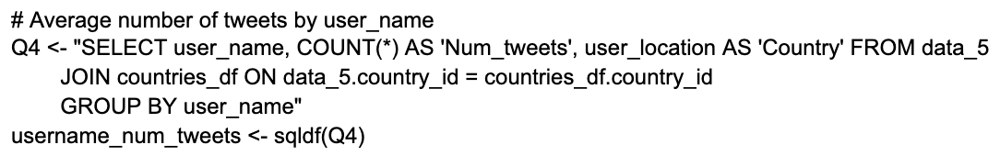 # Average number of tweets by user_name
Q4 <- "SELECT user_name, COUNT(*) AS 'Num_tweets', user_location AS 'Country' FROM data_5
JOIN countries_df ON data_5.country_id = countries_df.country_id
GROUP BY user_name"
username_num_tweets <- sqldf(Q4)